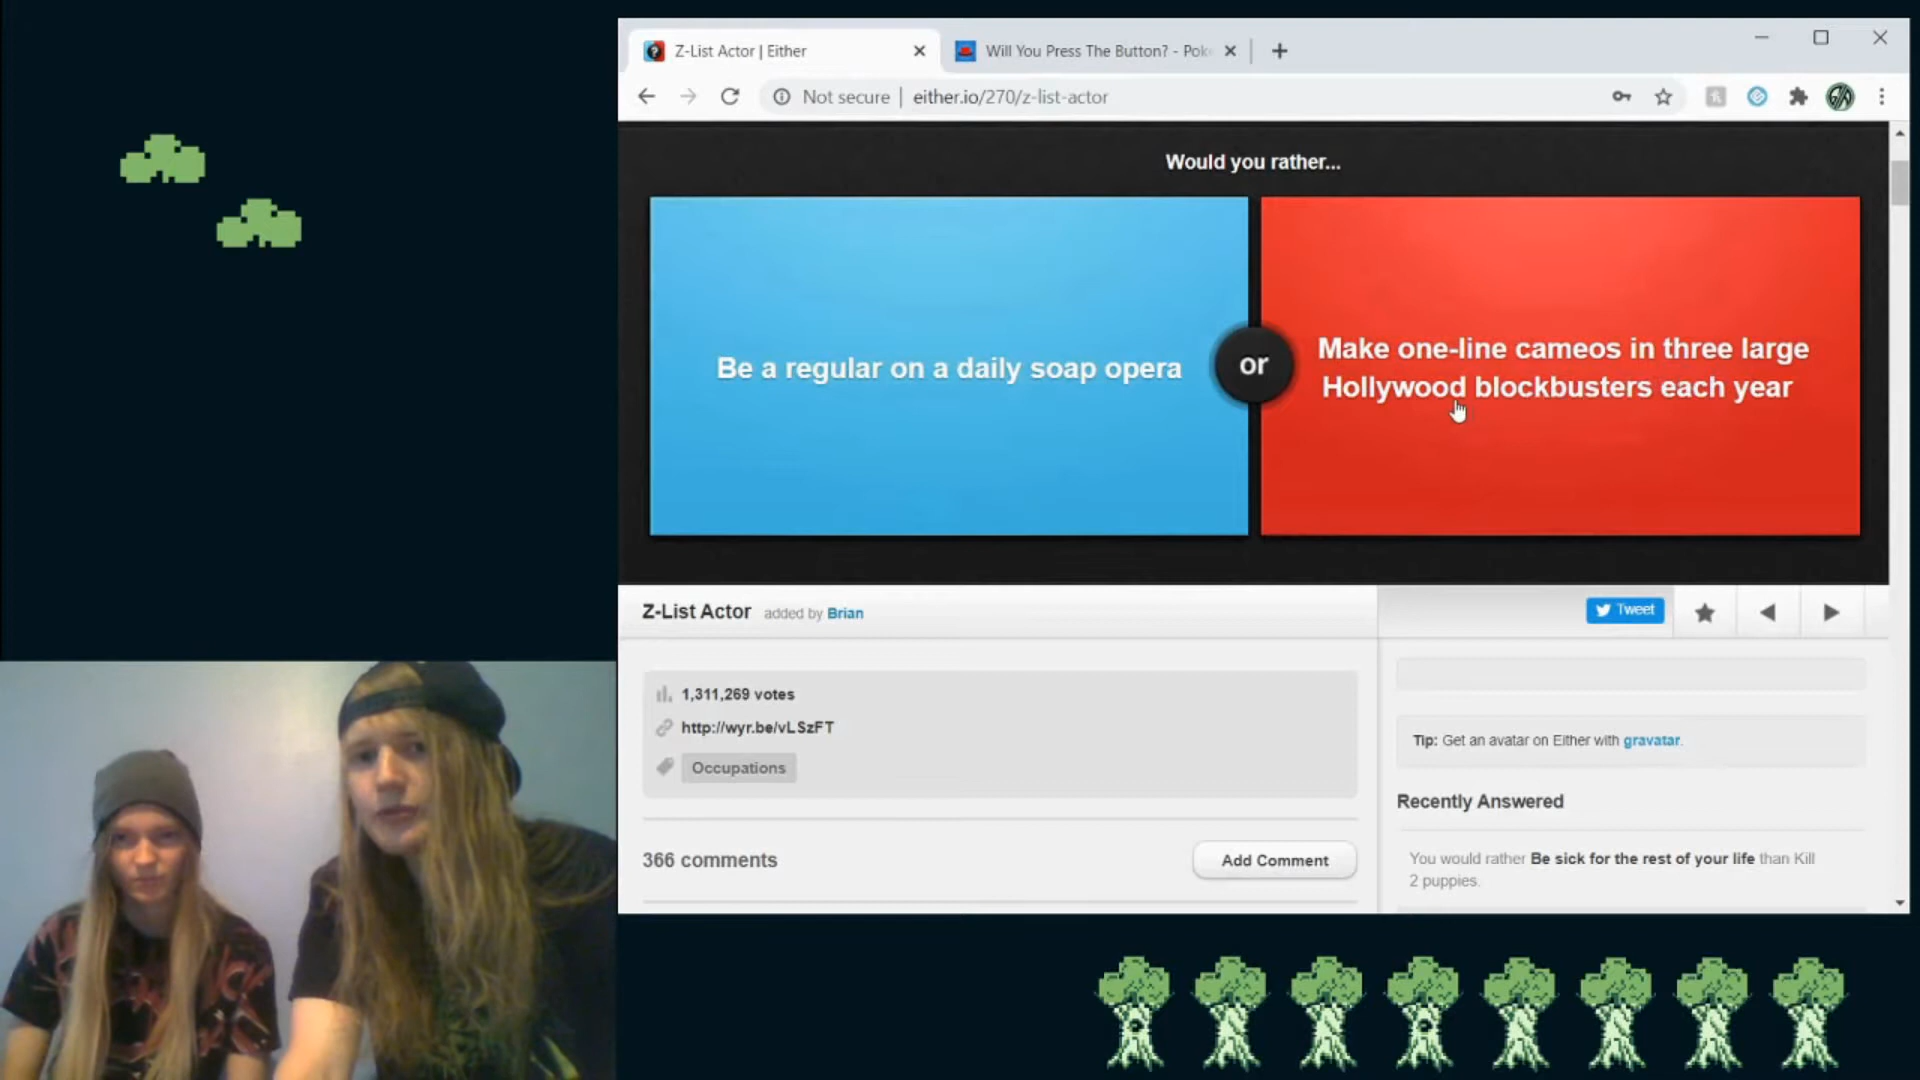 Z-List Actor | Either
Will You Press The Button? - Pok
Not secure | either.io/270/z-list-actor
Would you rather...
Be a regular on a daily soap opera
or
Make one-line cameos in three large
Hollywood blockbusters each year
Z-List Actor added by Brian
Tweet
1,311,269 votes
http://wyr.be/vLSzFT
Occupations
Tip: Get an avatar on Either with gravatar.
Recently Answered
366 comments
Add Comment
You would rather Be sick for the rest of your life than Kill
2 puppies.